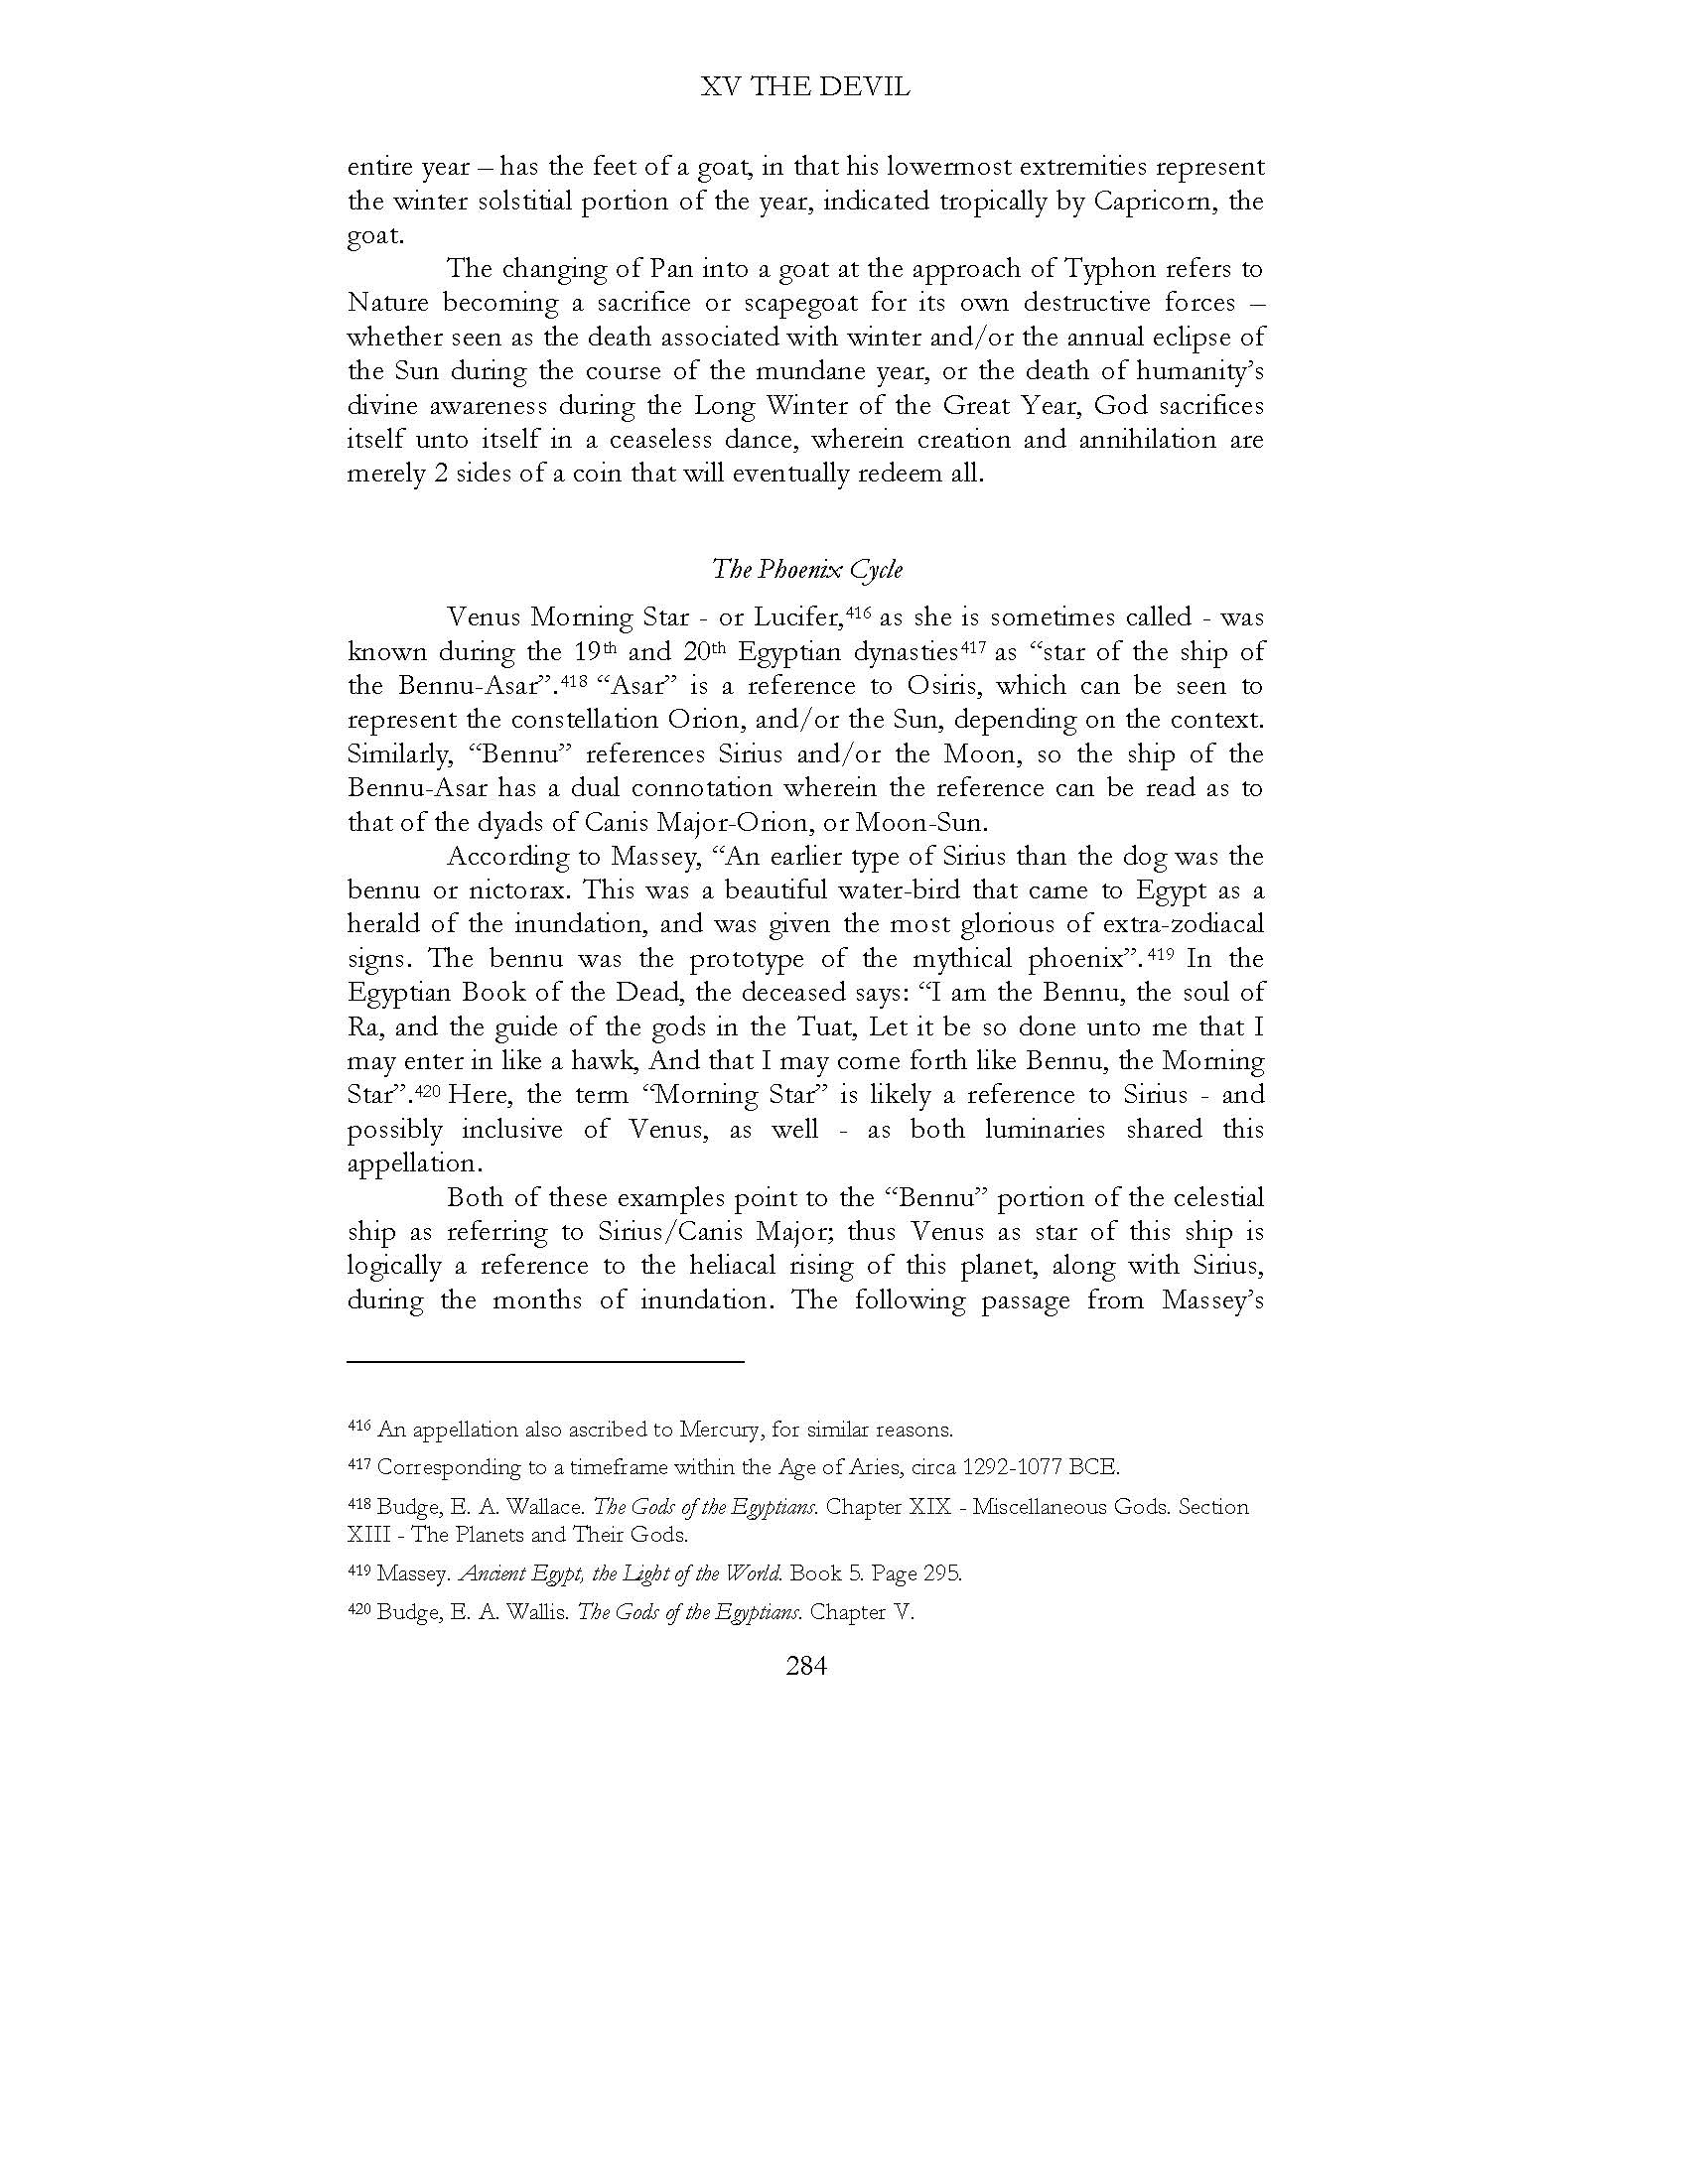 XV THE DEVIL
entire year – has the feet of a goat, in that his lowermost extremities represent
the winter solstitial portion of the year, indicated tropically by Capricorn, the
goat.
The changing of Pan into a goat at the approach of Typhon refers to
Nature becoming a sacrifice or scapegoat for its own destructive forces –
whether seen as the death associated with winter and/or the annual eclipse of
the Sun during the course of the mundane year, or the death of humanity’s
divine awareness during the Long Winter of the Great Year, God sacrifices
itself unto itself in a ceaseless dance, wherein creation and annihilation are
merely 2 sides of a coin that will eventually redeem all.
The Phoenix Cycle
Venus Morning Star - or Lucifer,416 as she is sometimes called - was
known during the 19th and 20th Egyptian dynasties417 as “star of the ship of
the Bennu-Asar”.418 “Asar” is a reference to Osiris, which can be seen to
represent the constellation Orion, and/or the Sun, depending on the context.
Similarly, “Bennu” references Sirius and/or the Moon, so the ship of the
Bennu-Asar has a dual connotation wherein the reference can be read as to
that of the dyads of Canis Major-Orion, or Moon-Sun.
According to Massey, “An earlier type of Sirius than the dog was the
bennu or nictorax. This was a beautiful water-bird that came to Egypt as a
herald of the inundation, and was given the most glorious of extra-zodiacal
signs. The bennu was the prototype of the mythical phoenix”.419 In the
Egyptian Book of the Dead, the deceased says: “I am the Bennu, the soul of
Ra, and the guide of the gods in the Tuat, Let it be so done unto me that I
may enter in like a hawk, And that I may come forth like Bennu, the Morning
Star”.420 Here, the term “Morning Star” is likely a reference to Sirius - and
possibly inclusive of Venus, as well - as both luminaries shared this
appellation.
Both of these examples point to the “Bennu” portion of the celestial
ship as referring to Sirius/Canis Major; thus Venus as star of this ship is
logically a reference to the heliacal rising of this planet, along with Sirius,
during the months of inundation. The following passage from Massey’s
416 An appellation also ascribed to Mercury, for similar reasons.
417 Corresponding to a timeframe within the Age of Aries, circa 1292-1077 BCE.
418 Budge, E. A. Wallace. The Gods of the Egyptians. Chapter XIX - Miscellaneous Gods. Section
XIII - The Planets and Their Gods.
419 Massey. Ancient Egypt, the Light of the World. Book 5. Page 295.
420 Budge, E. A. Wallis. The Gods of the Egyptians. Chapter V.
284